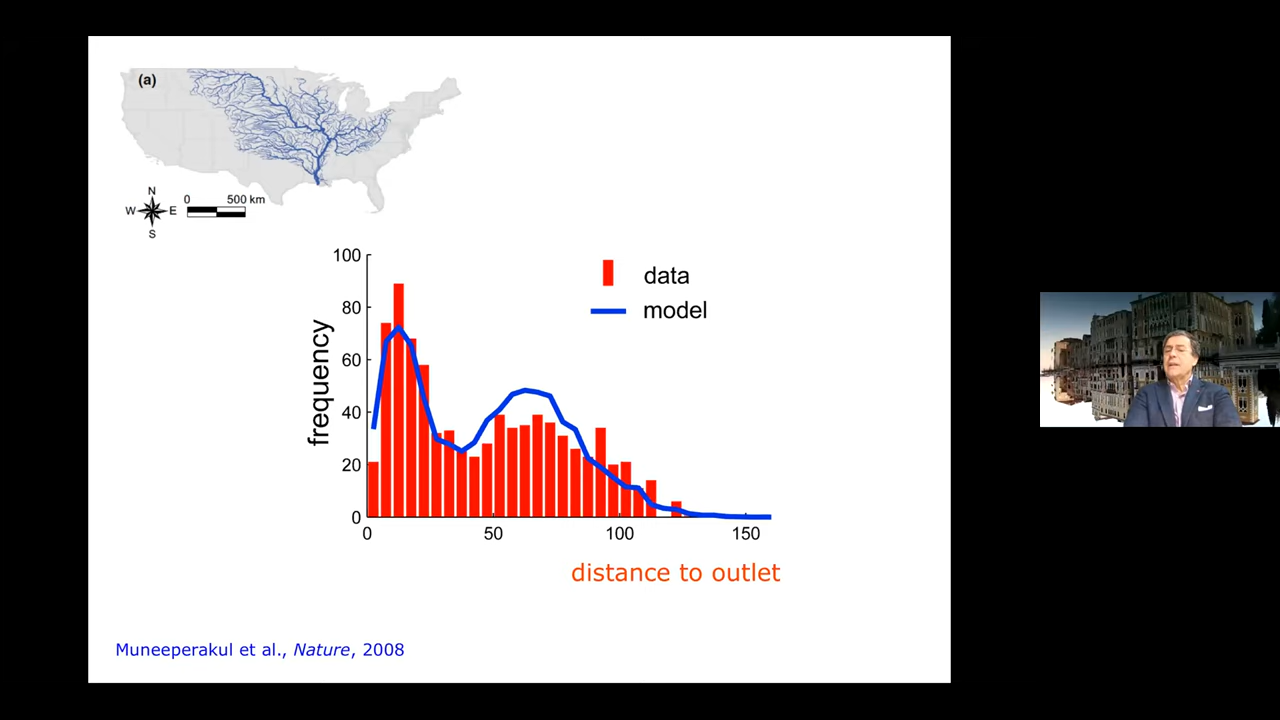 (a)
N
W E
S
0 500 km
100
80
60
40
20
0
frequency
data
model
0 50 100 150
distance to outlet
Muneeperakul et al., Nature, 2008